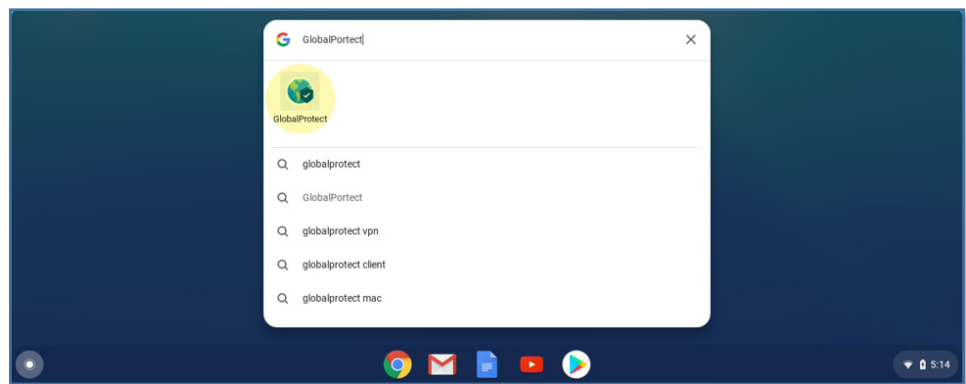 GlobalPortect
GlobalProtect
globalprotect
GlobalPortect
globalprotect vpn
globalprotect client
globalprotect mac
5:14